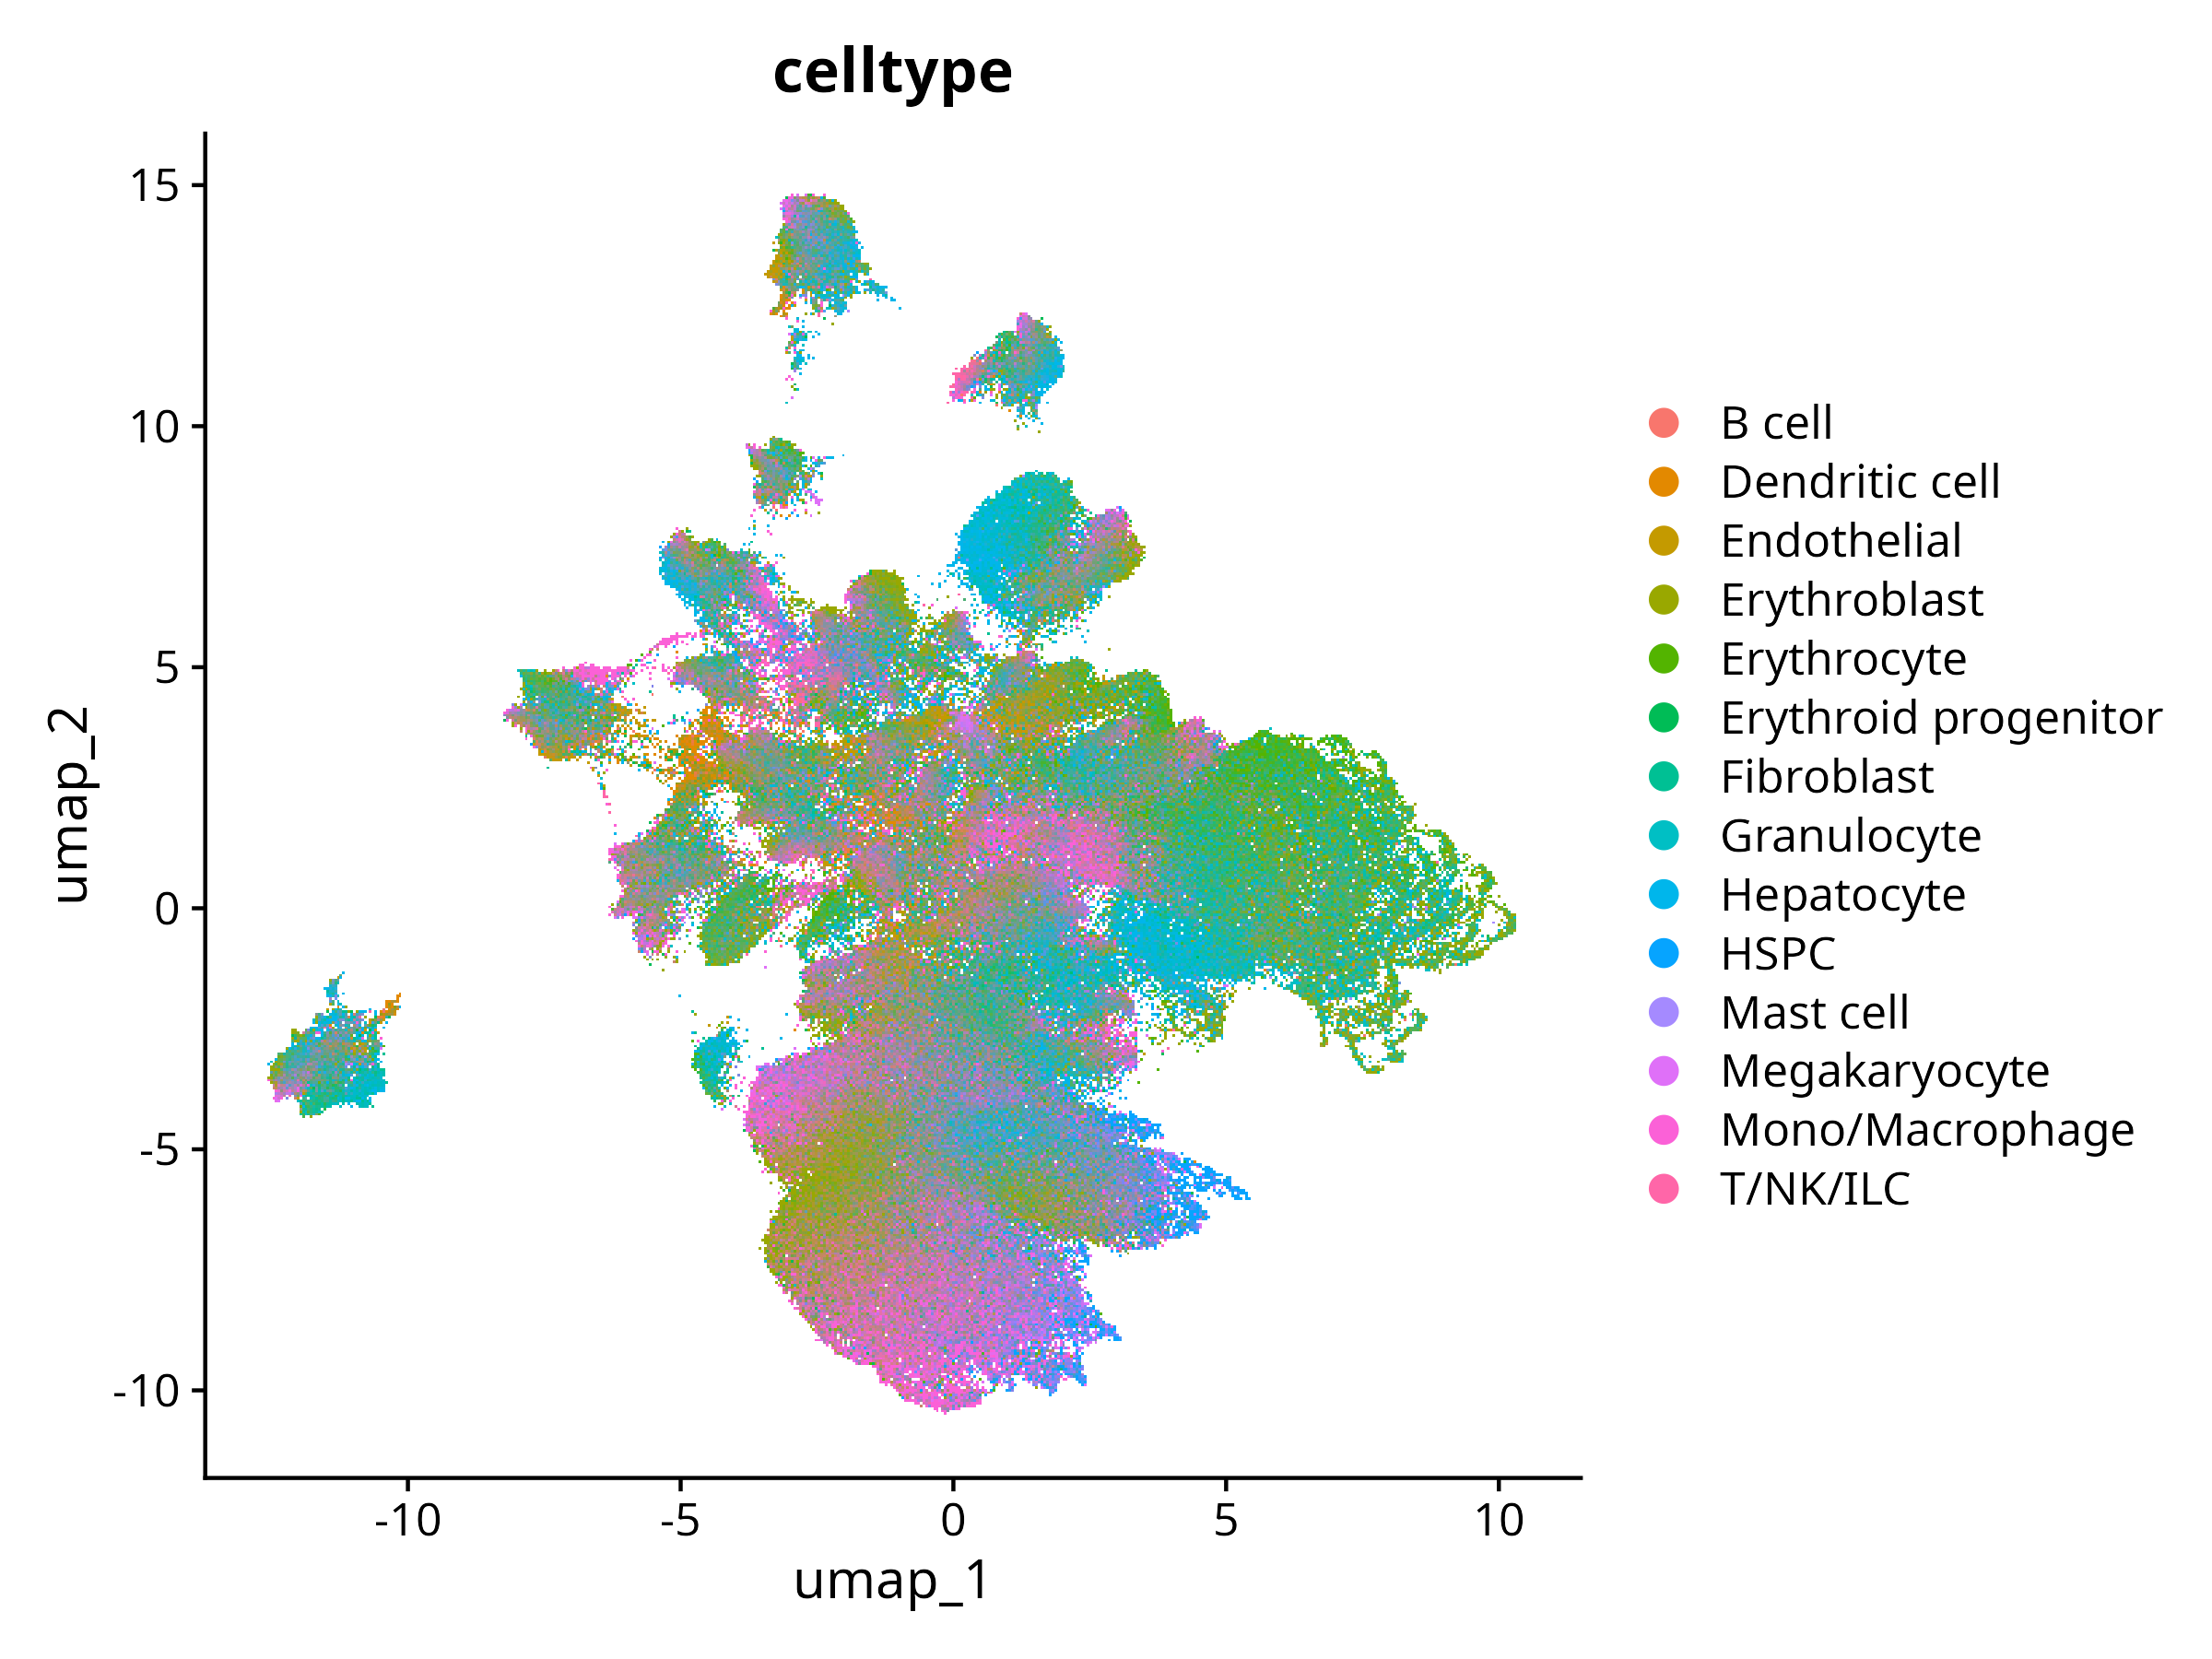 celltype
15
10
5
0
-5
-10
umap_2
-10
-5
0
5
10
umap_1
B cell
Dendritic cell
Endothelial
Erythroblast
Erythrocyte
Erythroid progenitor
Fibroblast
Granulocyte
Hepatocyte
HSPC
Mast cell
Megakaryocyte
Mono/Macrophage
T/NK/ILC